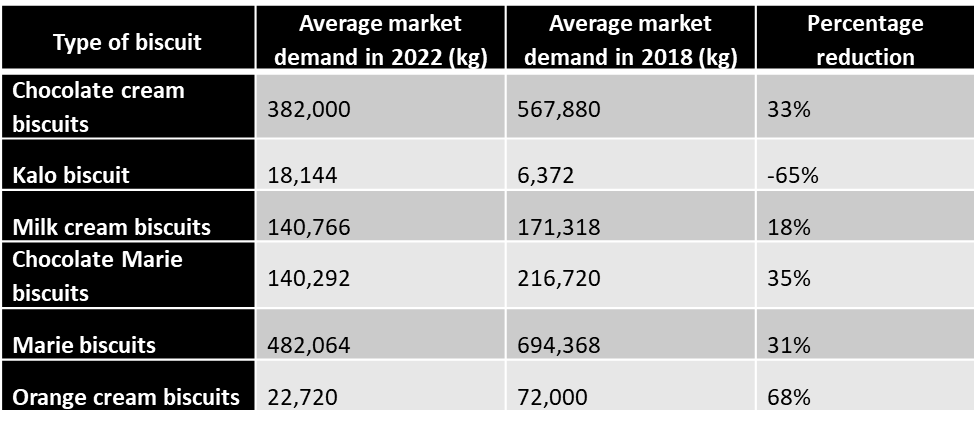 Type of biscuit
Average market
demand in 2022 (kg)
Average market
demand in 2018 (kg)
Percentage
reduction
Chocolate cream
biscuits
382,000
567,880
33%
Kalo biscuit
18,144
6,372
-65%
Milk cream biscuits
140,766
171,318
18%
Chocolate Marie
biscuits
140,292
216,720
35%
Marie biscuits
482,064
694,368
31%
Orange cream biscuits
22,720
72,000
68%